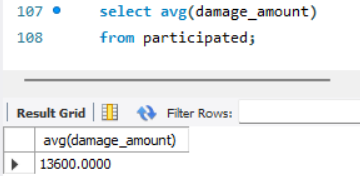 107 select avg(damage_amount)
108 from participated;
Result Grid Filter Rows:
avg(damage_amount)
13600.0000